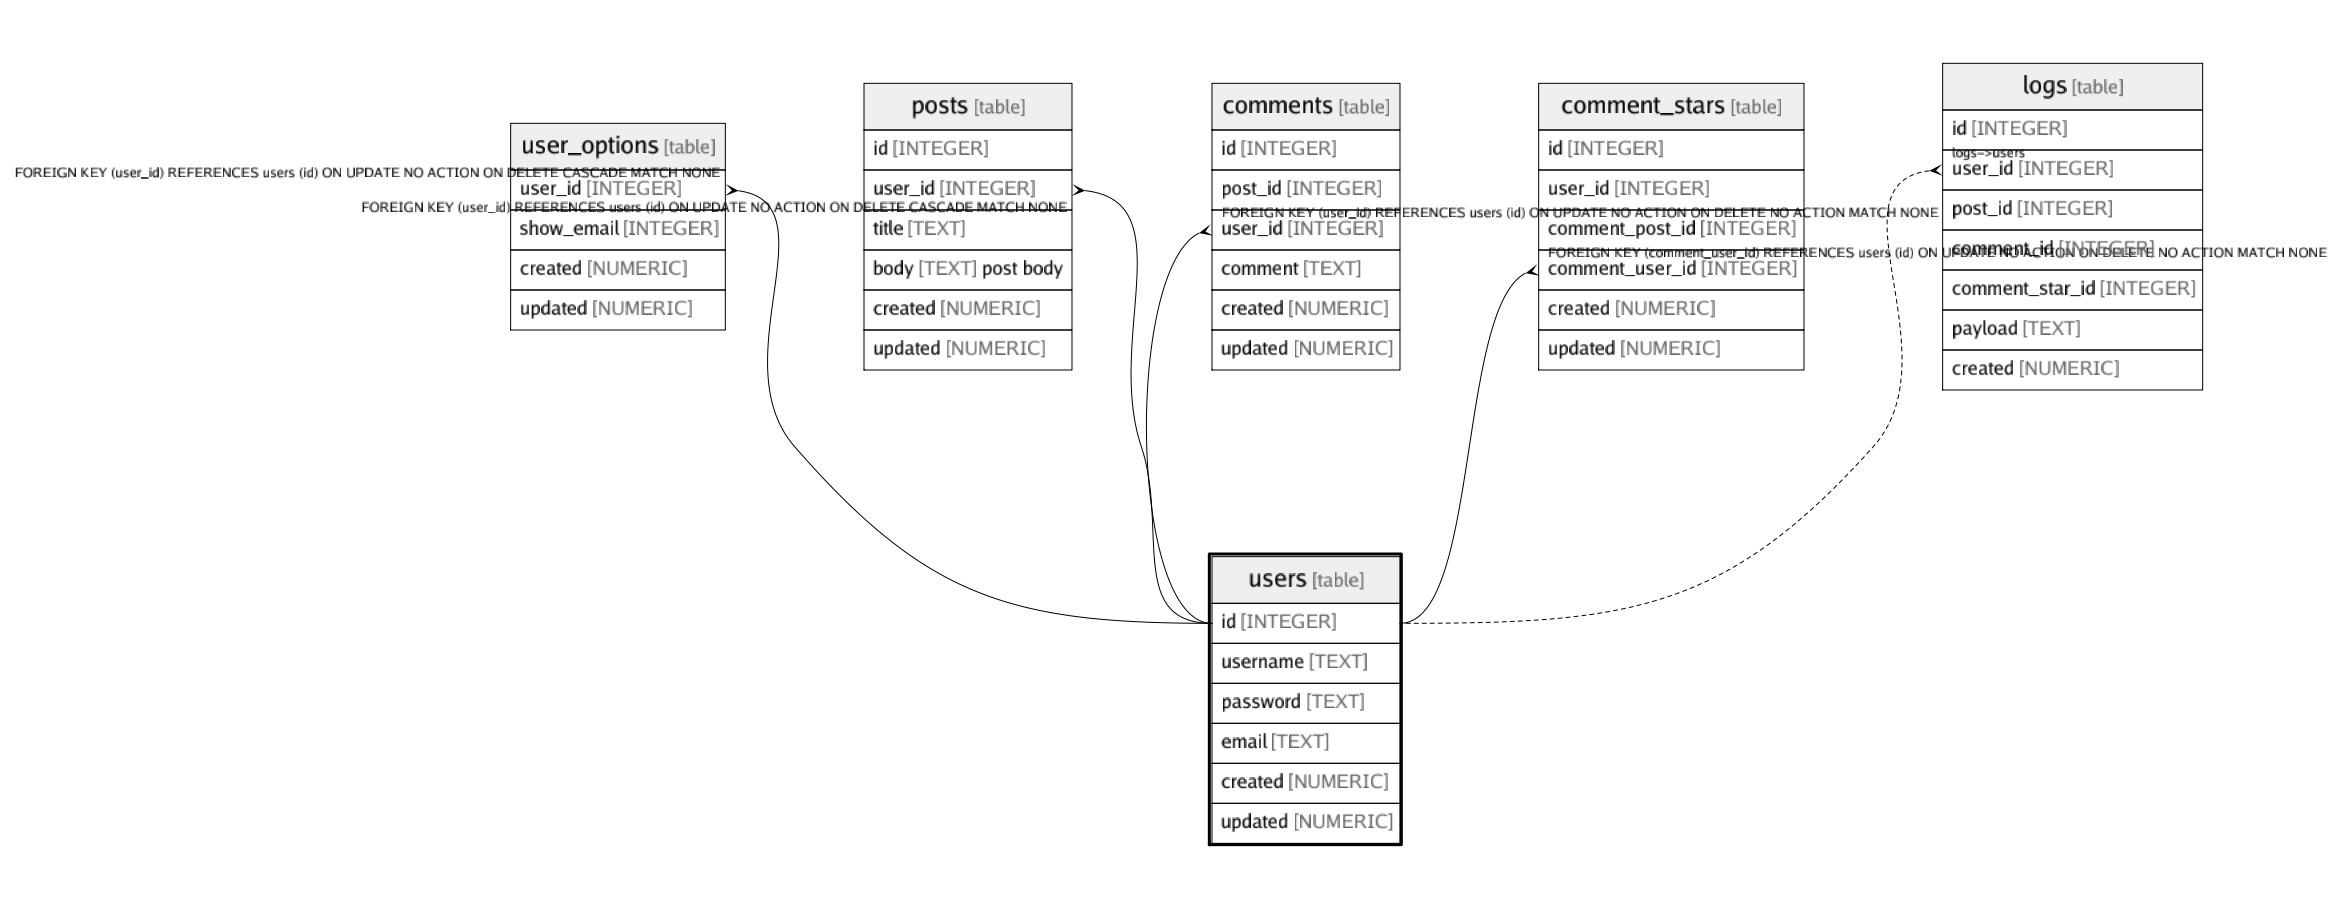 user_options [table]
FOREIGN KEY (user_id) REFERENCES users (id) ON UPDATE NO ACTION ON DELETE CASCADE MATCH NONE
user_id [INTEGER]
show_email [INTEGER]
created [NUMERIC]
updated [NUMERIC]
posts [table]
id [INTEGER]
user_id [INTEGER]
FOREIGN KEY (user_id) REFERENCES users (id) ON UPDATE NO ACTION ON DELETE CASCADE MATCH NONE
title [TEXT]
body [TEXT] post body
created [NUMERIC]
updated [NUMERIC]
comments [table]
id [INTEGER]
post_id [INTEGER]
FOREIGN KEY (user_id) REFERENCES users (id) ON UPDATE NO ACTION ON DELETE NO ACTION MATCH NONE
user_id [INTEGER]
comment [TEXT]
created [NUMERIC]
updated [NUMERIC]
comment_stars [table]
id [INTEGER]
user_id [INTEGER]
comment_post_id [INTEGER]
FOREIGN KEY (comment_user_id) REFERENCES users (id) ON UPDATE NO ACTION ON DELETE NO ACTION MATCH NONE
comment_user_id [INTEGER]
created [NUMERIC]
updated [NUMERIC]
logs [table]
id [INTEGER]
logs->users
user_id [INTEGER]
post_id [INTEGER]
comment_id [INTEGER]
comment_star_id [INTEGER]
payload [TEXT]
created [NUMERIC]
users [table]
id [INTEGER]
username [TEXT]
password [TEXT]
email [TEXT]
created [NUMERIC]
updated [NUMERIC]